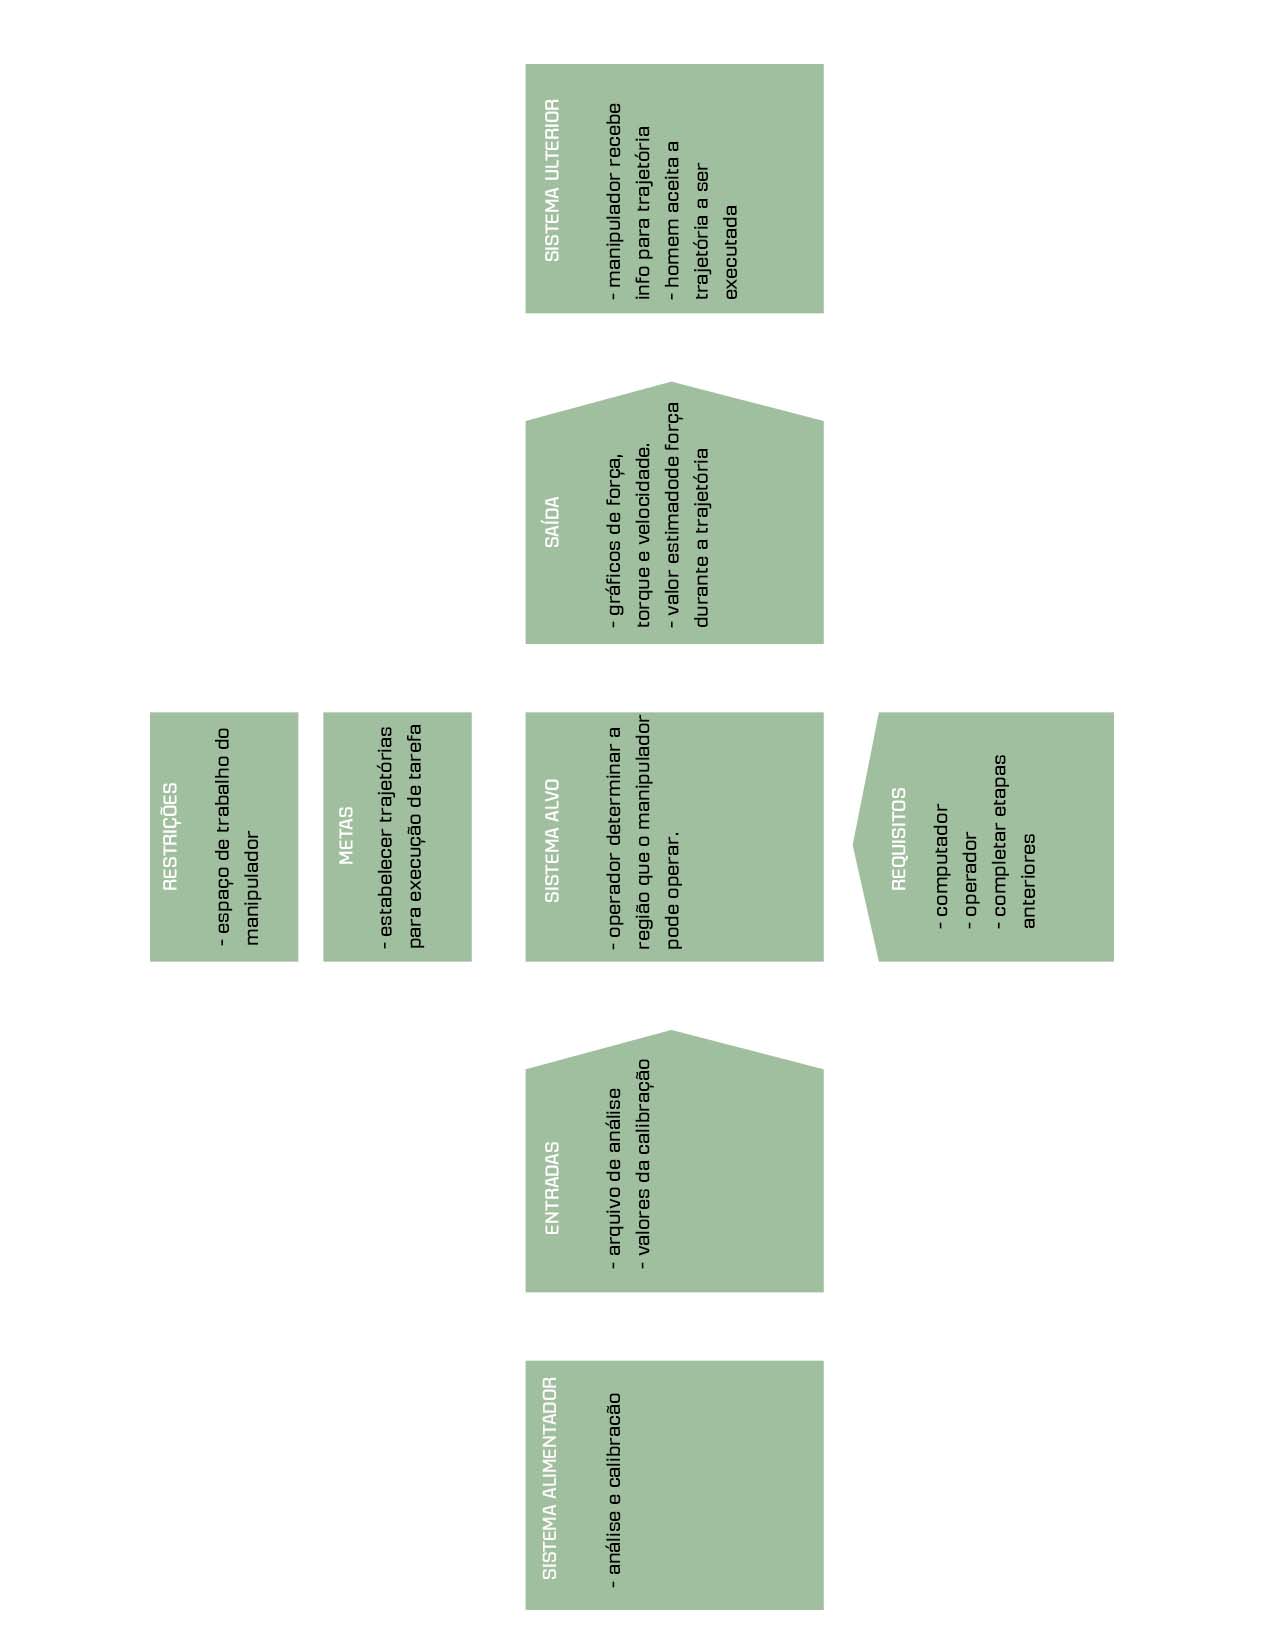 RESTRIÇÕES
- espaço de trabalho do
manipulador
METAS
- estabelecer trajetórias
para execução de tarefa
SISTEMA ALIMENTADOR
- análise e calibracão
ENTRADAS
- arquivo de análise
- valores da calibração
SISTEMA ALVO
- operador determinar a
região que o manipulador
pode operar.
SAÍDA
- gráficos de força,
torque e velocidade.
- valor estimadode força
durante a trajetória
SISTEMA ULTERIOR
- manipulador recebe
info para trajetória
- homem aceita a
trajetória a ser
executada
REQUISITOS
- computador
- operador
- completar etapas
anteriores